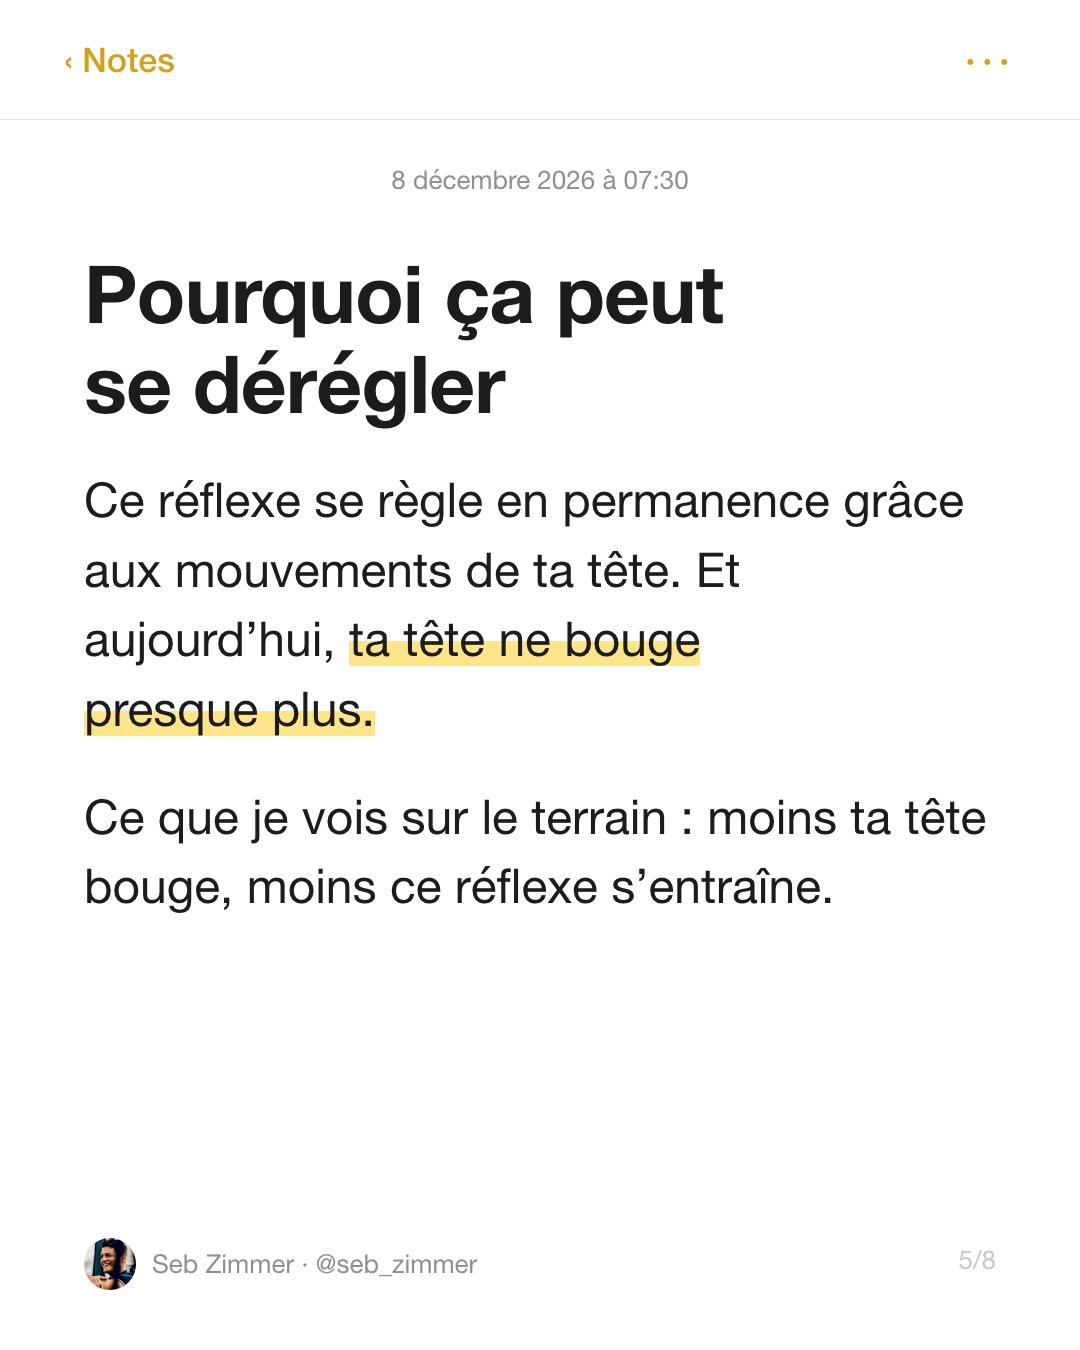 ‹ Notes
...
8 décembre 2026 à 07:30
Pourquoi ça peut
se dérégler
Ce réflexe se règle en permanence grâce
aux mouvements de ta tête. Et
aujourd’hui, ta tête ne bouge
presque plus.
Ce que je vois sur le terrain : moins ta tête
bouge, moins ce réflexe s’entraîne.
Seb Zimmer · @seb_zimmer
5/8